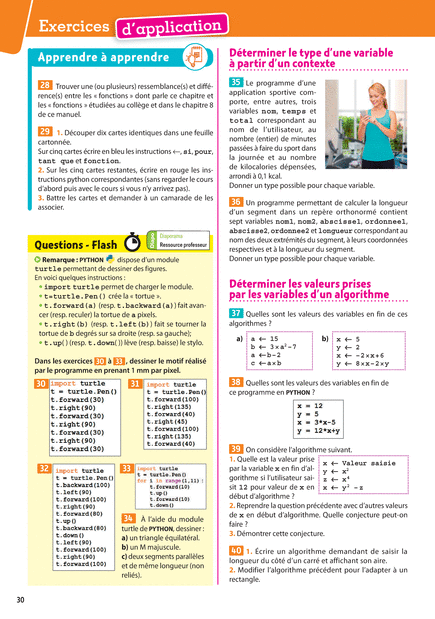 Exercices d'application
Apprendre à apprendre
28 Trouver une (ou plusieurs) ressemblance(s) et diffé-
rence(s) entre les « fonctions » dont parle ce chapitre et
les « fonctions » étudiées au collège et dans le chapitre 8
de ce manuel.
29 1. Découper dix cartes identiques dans une feuille
cartonnée.
Sur cinq cartes écrire en bleu les instructions ←, si, pour,
tant que et fonction.
2. Sur les cinq cartes restantes, écrire en rouge les ins-
tructions python correspondantes (sans regarder le cours
d'abord puis avec le cours si vous n'y arrivez pas).
3. Battre les cartes et demander à un camarade de les
associer.
Questions - Flash
Diaporama
Ressource professeur
Remarque : PYTHON dispose d'un module
turtle permettant de dessiner des figures.
En voici quelques instructions :
• import turtle permet de charger le module.
• t=turtle.Pen() crée la « tortue ».
• t.forward(a) (resp. t.backward(a)) fait avan-
cer (resp. reculer) la tortue de a pixels.
• t.right(b) (resp. t.left(b)) fait se tourner la
tortue de b degrés sur sa droite (resp. sa gauche);
• t.up() (resp. t.down()) lève (resp. baisse) le stylo.
Dans les exercices 30 à 33, dessiner le motif réalisé
par le programme en prenant 1 mm par pixel.
30 import turtle
t = turtle.Pen()
t.forward(30)
t.right(90)
t.forward(30)
t.right(90)
t.forward(30)
t.right(90)
t.forward(30)
31 import turtle
t = turtle.Pen()
t.forward(100)
t.right(135)
t.forward(40)
t.right(45)
t.forward(100)
t.right(135)
t.forward(40)
32 import turtle
t = turtle.Pen()
t.backward(100)
t.left(90)
t.forward(100)
t.right(90)
t.forward(80)
t.up()
t.backward(80)
t.down()
t.left(90)
t.forward(100)
t.right(90)
t.forward(100)
33 import turtle
t = turtle.Pen()
for i in range(1,11):
t.forward(10)
t.up()
t.forward(10)
t.down()
34 À l'aide du module
turtle de PYTHON, dessiner :
a) un triangle équilatéral.
b) un M majuscule.
c) deux segments parallèles
et de même longueur (non
reliés).
Déterminer le type d'une variable
à partir d'un contexte
35 Le programme d'une
application sportive com-
porte, entre autres, trois
variables nom, temps et
total correspondant au
nom de l'utilisateur, au
nombre (entier) de minutes
passées à faire du sport dans
la journée et au nombre
de kilocalories dépensées,
arrondi à 0,1 kcal.
Donner un type possible pour chaque variable.
36 Un programme permettant de calculer la longueur
d'un segment dans un repère orthonormé contient
sept variables nom1, nom2, abscisse1, ordonnee1,
abscisse2, ordonnee2 et longueur correspondant au
nom des deux extrémités du segment, à leurs coordonnées
respectives et à la longueur du segment.
Donner un type possible pour chaque variable.
Déterminer les valeurs prises
par les variables d'un algorithme
37 Quelles sont les valeurs des variables en fin de ces
algorithmes ?
a) a ← 15
b ← 3×a²-7
a ← b-2
c ← a×b
b) x ← 5
y ← 2
x ← -2×x+6
y ← 8×x-2×y
38 Quelles sont les valeurs des variables en fin de
ce programme en PYTHON ?
x = 12
y = 5
x = 3*x-5
y = 12*x+y
39 On considère l'algorithme suivant.
1. Quelle est la valeur prise
par la variable x en fin d'al-
gorithme si l'utilisateur sai-
sit 12 pour valeur de x en
début d'algorithme ?
x ← Valeur saisie
y ← x²
z ← x⁴
x ← y² - z
2. Reprendre la question précédente avec d'autres valeurs
de x en début d'algorithme. Quelle conjecture peut-on
faire ?
3. Démontrer cette conjecture.
40 1. Écrire un algorithme demandant de saisir la
longueur du côté d'un carré et affichant son aire.
2. Modifier l'algorithme précédent pour l'adapter à un
rectangle.
30